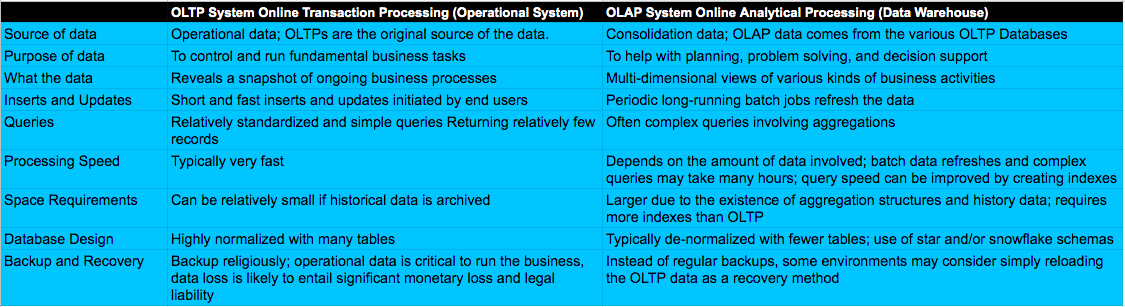 OLTP System Online Transaction Processing (Operational System) OLAP System Online Analytical Processing (Data Warehouse)
Source of data Operational data; OLTPs are the original source of the data. Consolidation data; OLAP data comes from the various OLTP Databases
Purpose of data To control and run fundamental business tasks To help with planning, problem solving, and decision support
What the data Reveals a snapshot of ongoing business processes Multi-dimensional views of various kinds of business activities
Inserts and Updates Short and fast inserts and updates initiated by end users Periodic long-running batch jobs refresh the data
Queries Relatively standardized and simple queries Returning relatively few Often complex queries involving aggregations
records
Processing Speed Typically very fast Depends on the amount of data involved; batch data refreshes and complex
queries may take many hours; query speed can be improved by creating indexes
Space Requirements Can be relatively small if historical data is archived Larger due to the existence of aggregation structures and history data; requires
more indexes than OLTP
Database Design Highly normalized with many tables Typically de-normalized with fewer tables; use of star and/or snowflake schemas
Backup and Recovery Backup religiously; operational data is critical to run the business, Instead of regular backups, some environments may consider simply reloading
data loss is likely to entail significant monetary loss and legal the OLTP data as a recovery method
liability